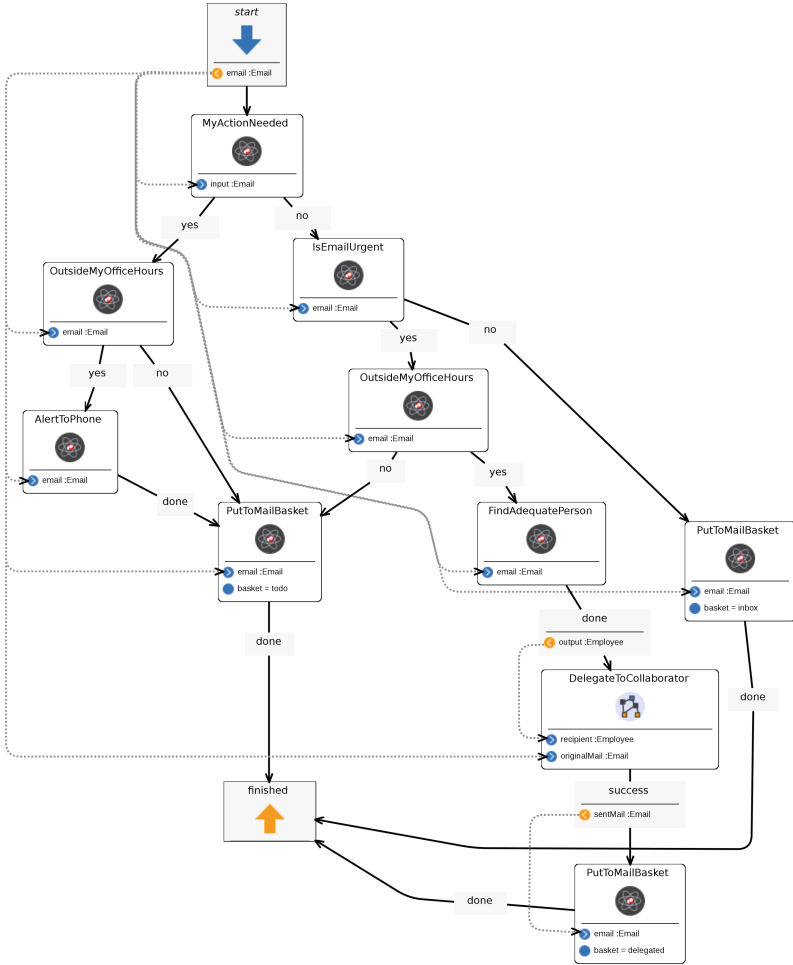 start
email :Email
MyActionNeeded
input :Email
yes
no
IsEmailUrgent
email :Email
OutsideMyOfficeHours
email :Email
yes
no
yes
no
OutsideMyOfficeHours
email :Email
AlertToPhone
email :Email
no
yes
done
PutToMailBasket
email :Email
basket = todo
FindAdequatePerson
email :Email
PutToMailBasket
email :Email
basket = inbox
done
done
output :Employee
DelegateToCollaborator
recipient :Employee
originalMail :Email
done
finished
success
sentMail :Email
PutToMailBasket
email :Email
basket = delegated
done